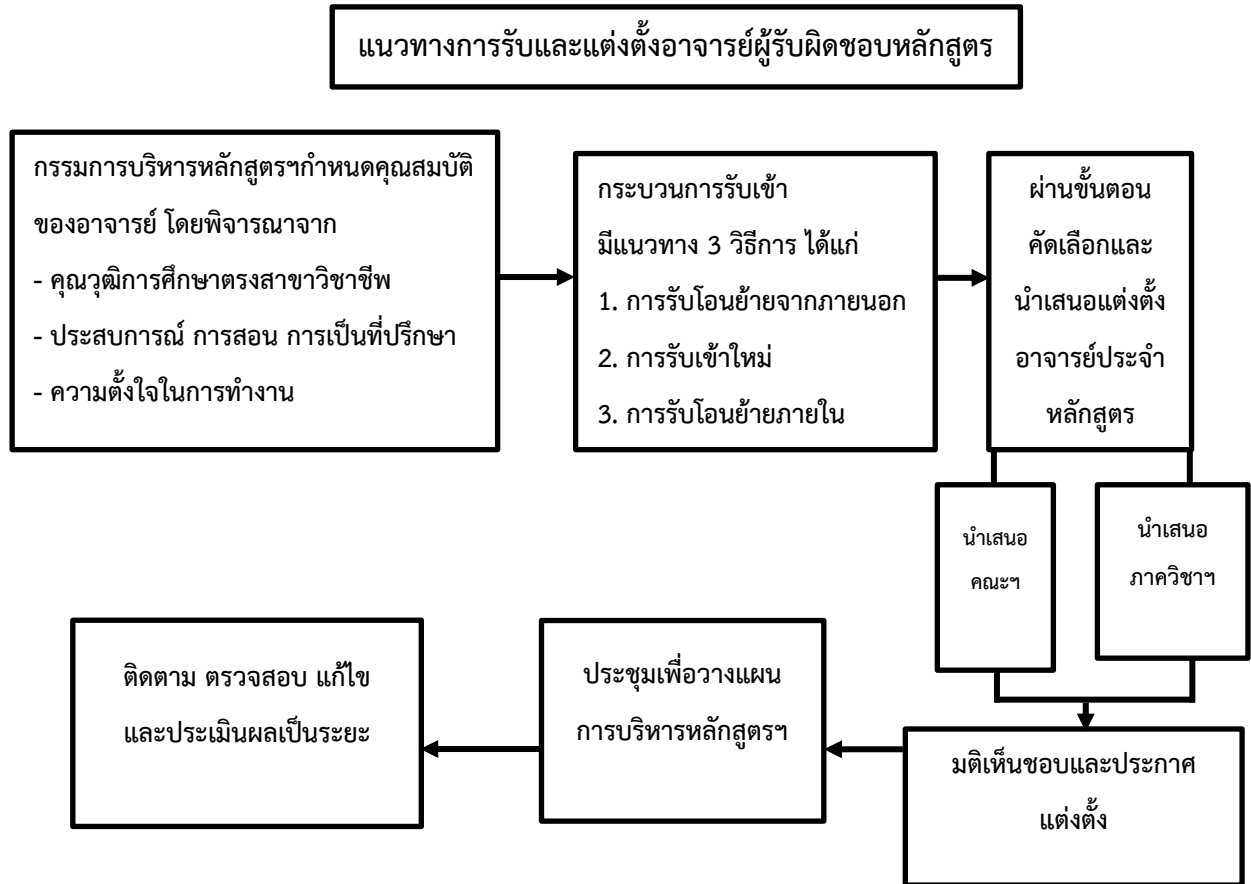 แนวทางการรับและแต่งตั้งอาจารย์ผู้รับผิดชอบหลักสูตร
กรรมการบริหารหลักสูตรฯกำหนดคุณสมบัติ
ของอาจารย์ โดยพิจารณาจาก
- คุณวุฒิการศึกษาตรงสาขาวิชาชีพ
- ประสบการณ์ การสอน การเป็นที่ปรึกษา
- ความตั้งใจในการทำงาน
กระบวนการรับเข้า
มีแนวทาง 3 วิธีการ ได้แก่
1. การรับโอนย้ายจากภายนอก
2. การรับเข้าใหม่
3. การรับโอนย้ายภายใน
ผ่านขั้นตอน
คัดเลือกและ
นำเสนอแต่งตั้ง
อาจารย์ประจำ
หลักสูตร
นำเสนอ
คณะฯ
นำเสนอ
ภาควิชาฯ
มติเห็นชอบและประกาศ
แต่งตั้ง
ประชุมเพื่อวางแผน
การบริหารหลักสูตรฯ
ติดตาม ตรวจสอบ แก้ไข
และประเมินผลเป็นระยะ